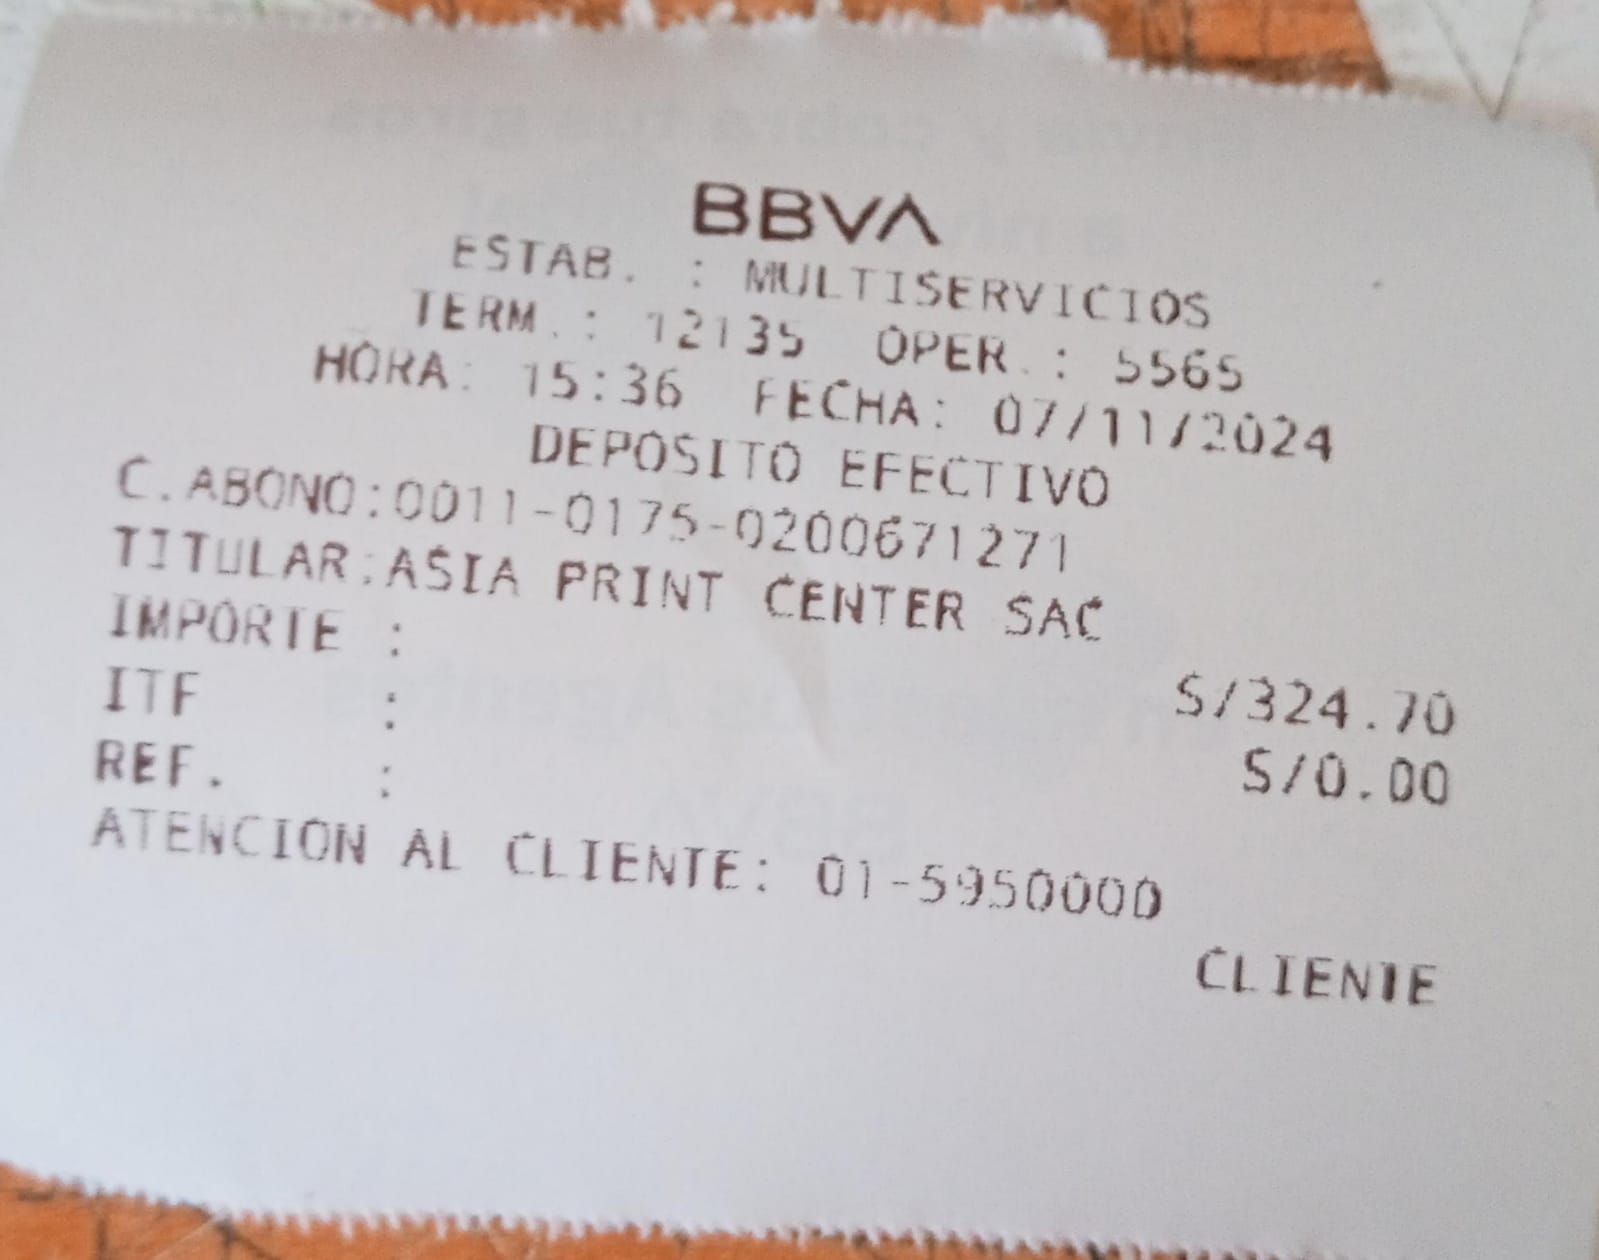 BBVA
ESTAB. : MULTISERVICIOS
TERM.: 12135 OPER.: 5565
HORA: 15:36 FECHA: 07/11/2024
DEPOSITO EFECTIVO
C.ABONO:0011-0175-0200671271
TITULAR:ASIA PRINT CENTER SAC
IMPORTE : S/324.70
ITF : S/0.00
REF. :
ATENCION AL CLIENTE: 01-5950000
CLIENTE